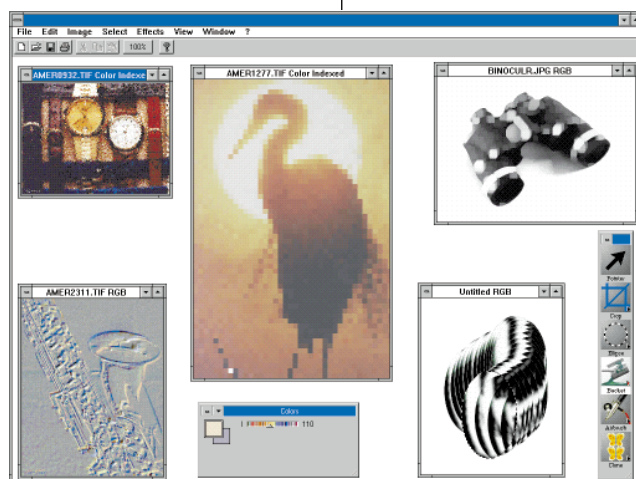 File Edit Image Select Effects View Window ?
100% ?
AMER0932.TIF Color Indexe
AMER1277.TIF Color Indexed
BINOCULR.JPG RGB
AMER2311.TIF RGB
Untitled RGB
Colors
1 110
Pointer
Crop
Ellipse
Bucket
Airbrush
Clone